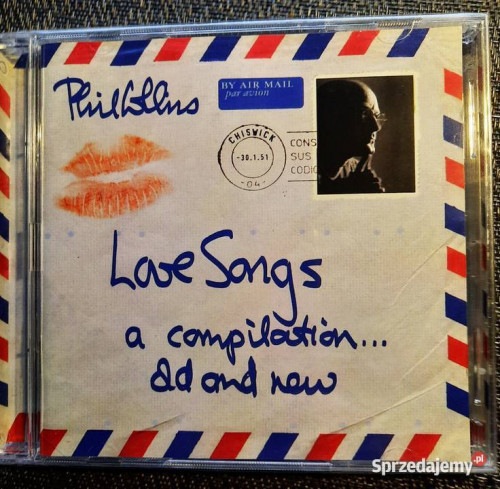 BY AIR MAIL
par avion
Phil Collins
CHISWICK
-30.1.51
-04-
CONS
SUS
CODIC
Love Songs
a compilation...
old and new
Sprzedajemy
.pl